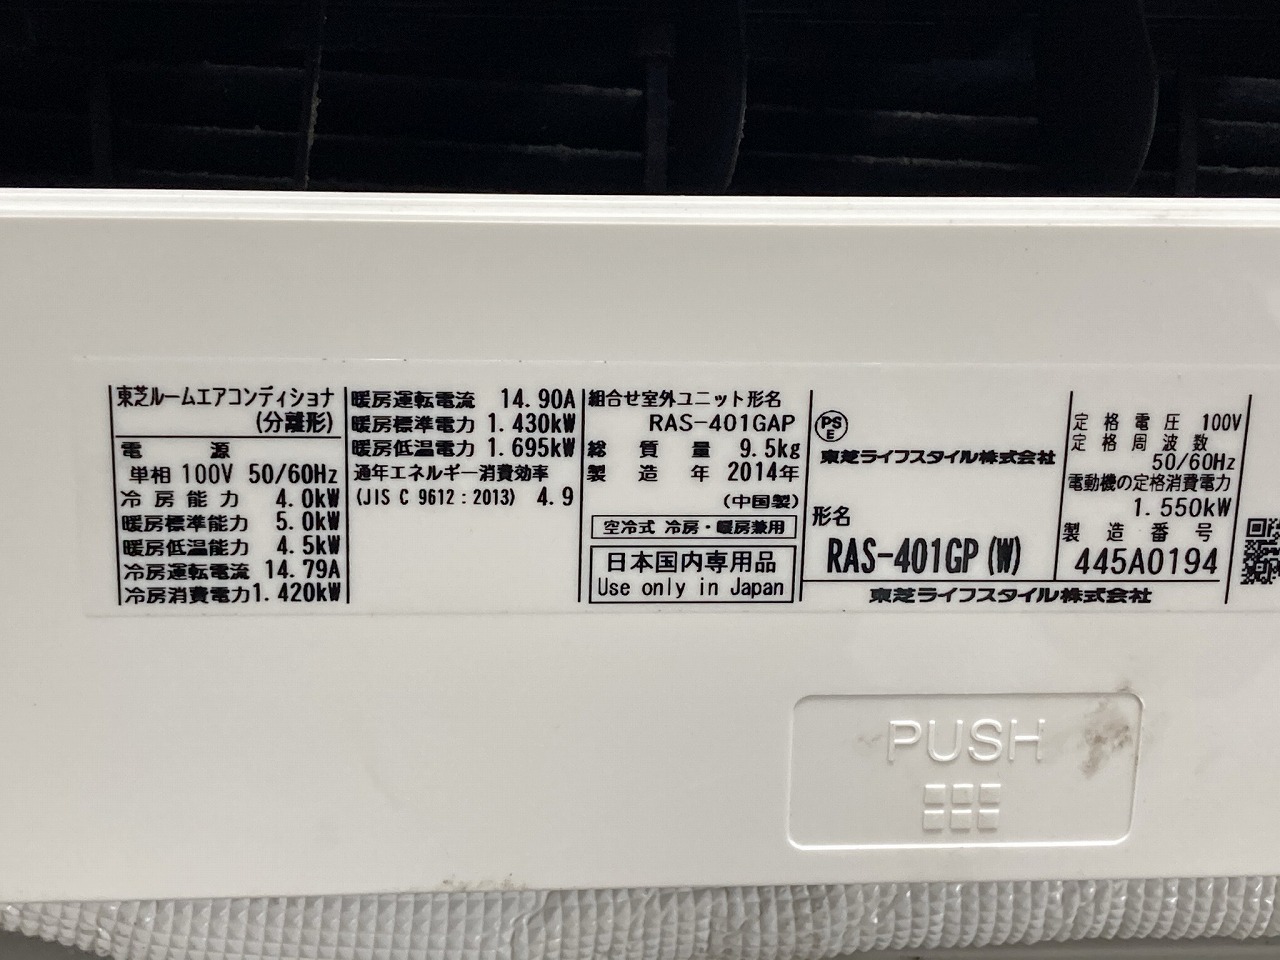 東芝ルームエアコンディショナ
(分離形)
電 源
単相 100V 50/60Hz
冷房能力 4.0kW
暖房標準能力 5.0kW
暖房低温能力 4.5kW
冷房運転電流 14.79A
冷房消費電力 1.420kW
暖房運転電流 14.90A
暖房標準電力 1.430kW
暖房低温電力 1.695kW
通年エネルギー消費効率
(JIS C 9612:2013) 4.9
組合せ室外ユニット形名
RAS-401GAP
総質量 9.5kg
製造年 2014年
(中国製)
空冷式 冷房・暖房兼用
日本国内専用品
Use only in Japan
PS
E
東芝ライフスタイル株式会社
形名
RAS-401GP(W)
定格電圧 100V
定格周波数
50/60Hz
電動機の定格消費電力
1.550kW
製造番号
445A0194
東芝ライフスタイル株式会社
PUSH